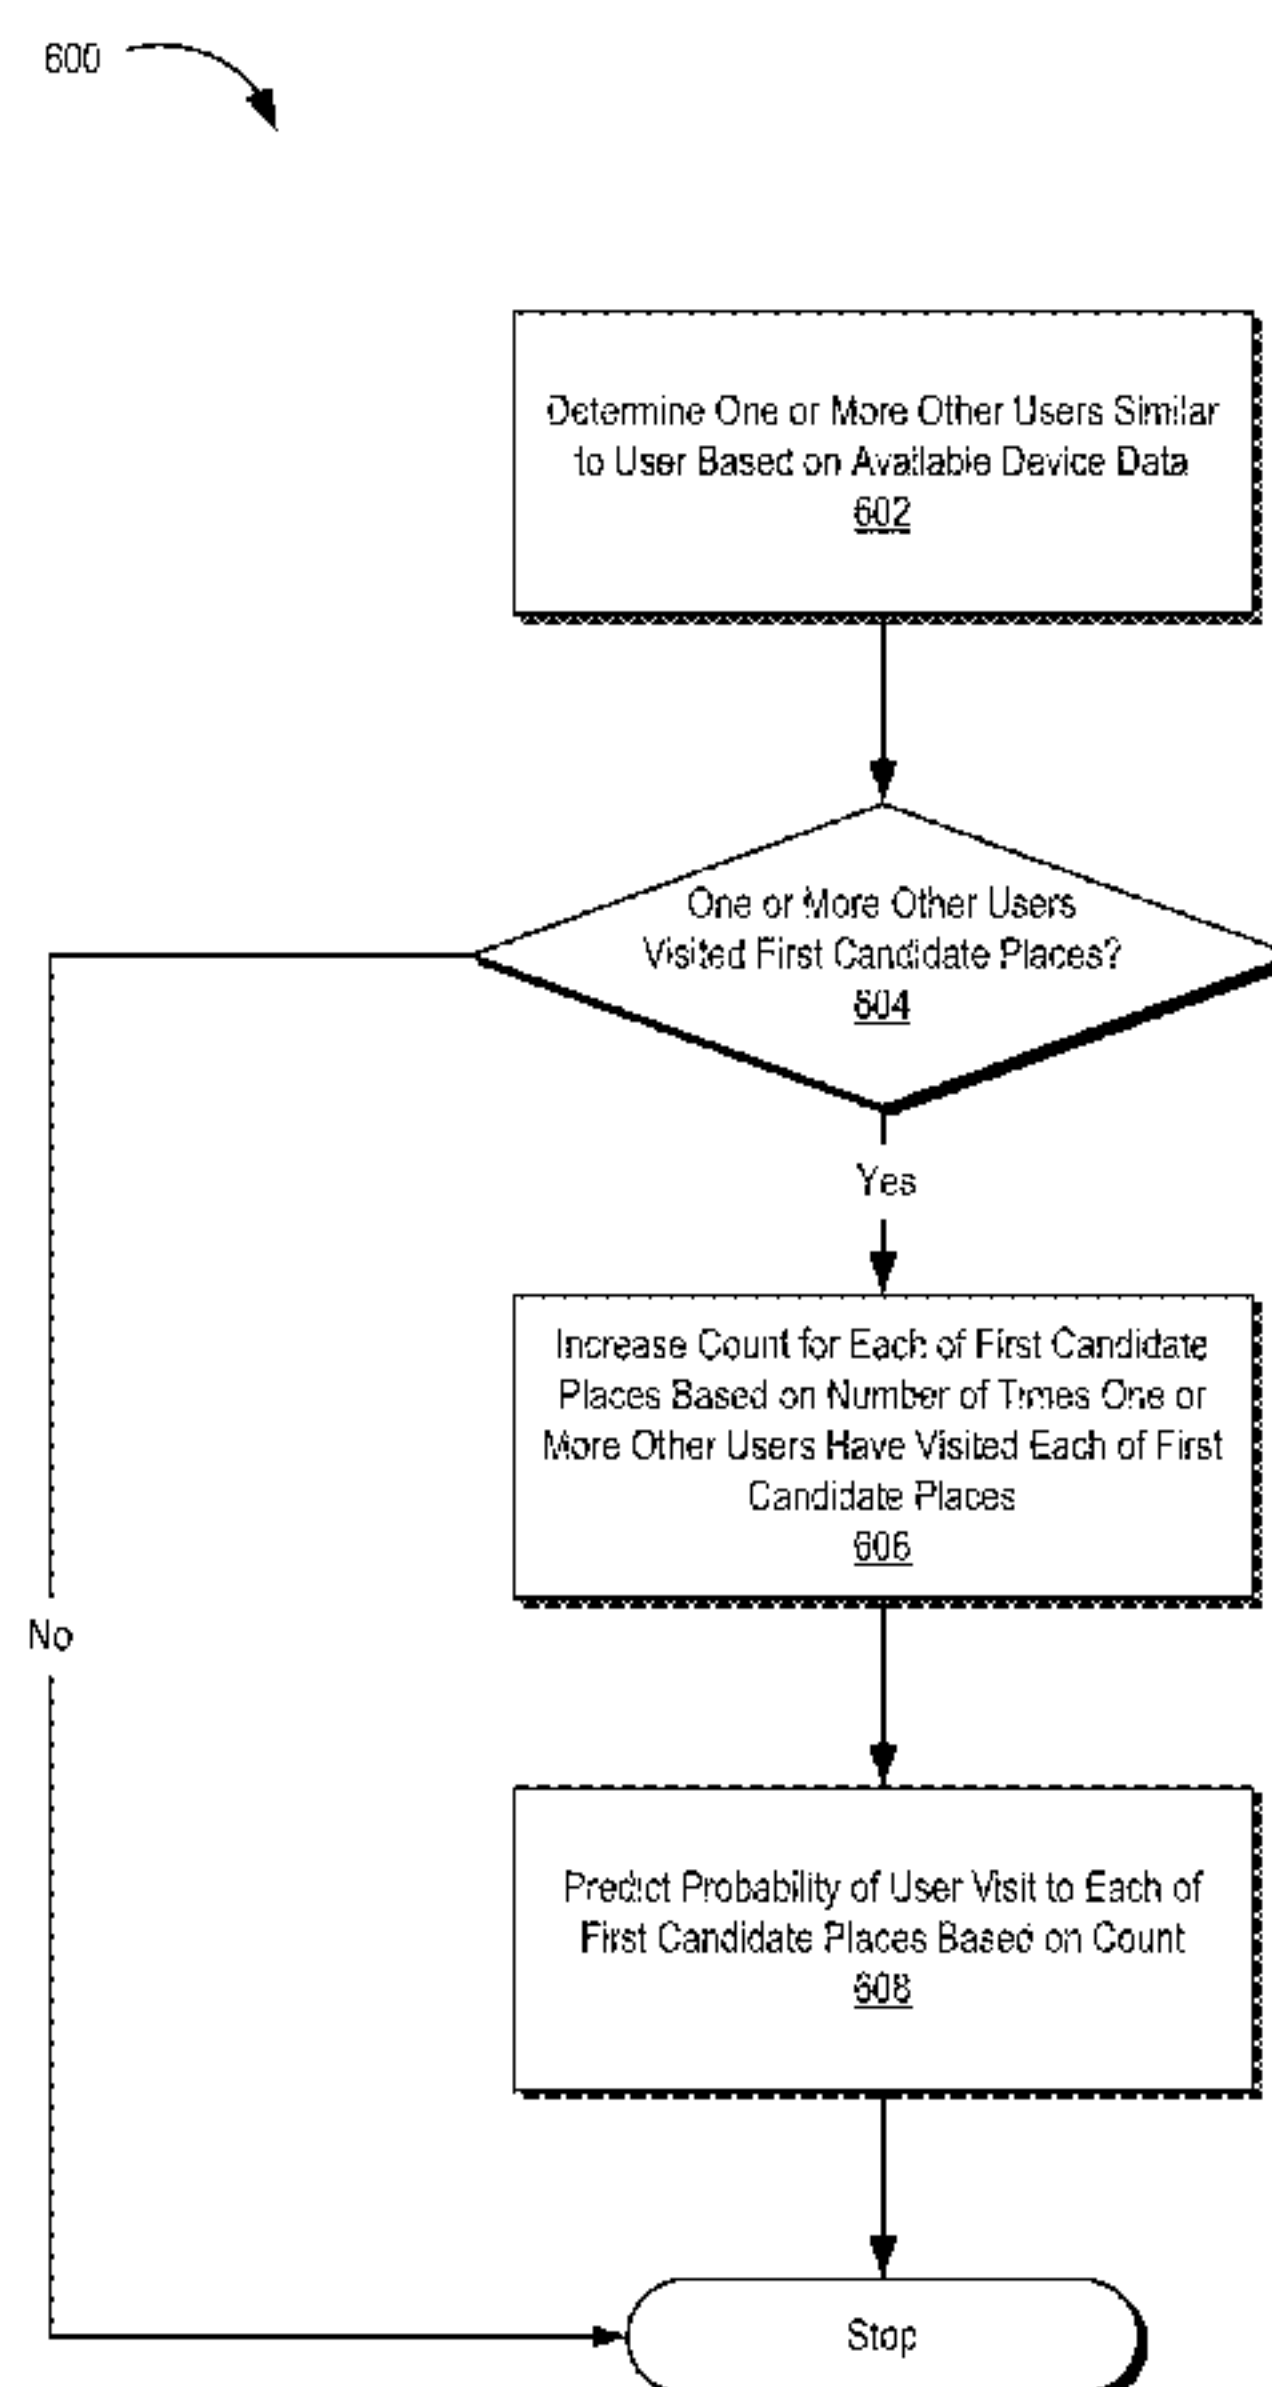 600
Determine One or More Other Users Similar
to User Based on Available Device Data
602
One or More Other Users
Visited First Candidate Places?
604
Yes
Increase Count for Each of First Candidate
Places Based on Number of Times One or
More Other Users Have Visited Each of First
Candidate Places
606
No
Predict Probability of User Visit to Each of
First Candidate Places Based on Count
608
Stop